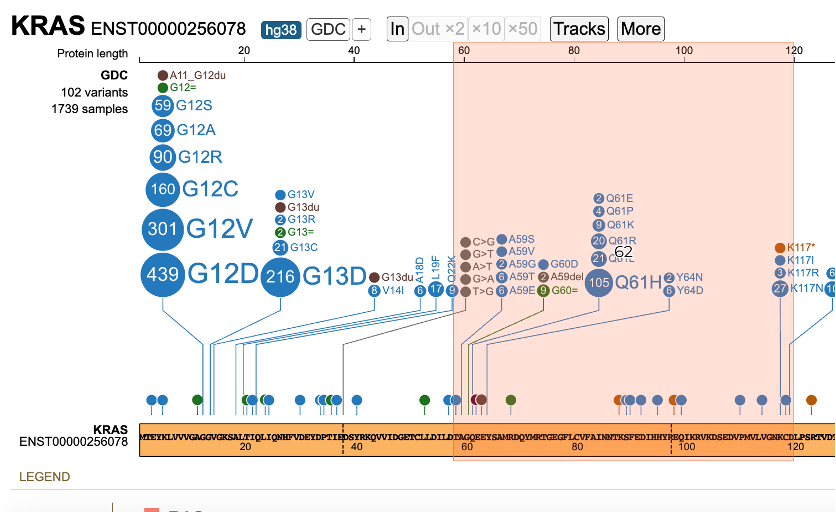 KRAS ENST00000256078 hg38 GDC + In Out ×2 ×10 ×50 Tracks More
Protein length 20 40 60 80 100 120
GDC
102 variants
1739 samples
A11_G12du
G12=
59 G12S
69 G12A
90 G12R
160 G12C
301 G12V
439 G12D
G13V
G13du
2 G13R
2 G13=
21 G13C
216 G13D
G13du
8 V14I
6 A18D
17 L19F
9 Q22K
C>G
G>T
A>T
G>A
T>G
A59S
A59V
2 A59G
6 A59T
6 A59E
G60D
2 A59del
9 G60=
2 Q61E
4 Q61P
9 Q61K
20 Q61R
21 Q61L
62
105 Q61H
2 Y64N
6 Y64D
K117*
K117I
3 K117R
27 K117N
6
10
KRAS
ENST00000256078
MTEYKLVVVGAGGVGKSALTIQLIQNHFVDEYDPTIEDSYRKQVVIDGETCLLDILDTAGQEEYSAMRDQYMRTGEGFLCVFAINNTKSFEDIHHYREQIKRVKDSEDVPMVLVGNKCDLPSRTVDT
20 40 60 80 100 120
LEGEND